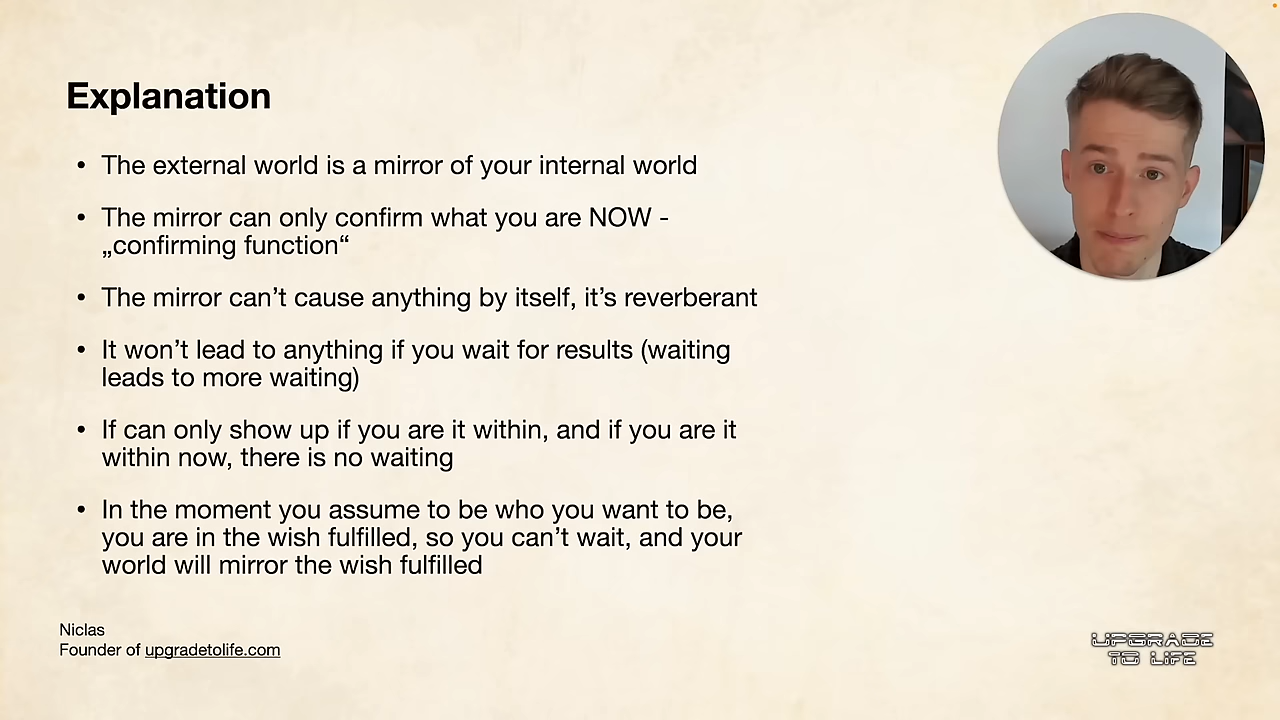 Explanation
• The external world is a mirror of your internal world
• The mirror can only confirm what you are NOW -
„confirming function“
• The mirror can’t cause anything by itself, it’s reverberant
• It won’t lead to anything if you wait for results (waiting
leads to more waiting)
• If can only show up if you are it within, and if you are it
within now, there is no waiting
• In the moment you assume to be who you want to be,
you are in the wish fulfilled, so you can’t wait, and your
world will mirror the wish fulfilled
Niclas
Founder of upgradetolife.com
UPGRADE
TO LIFE